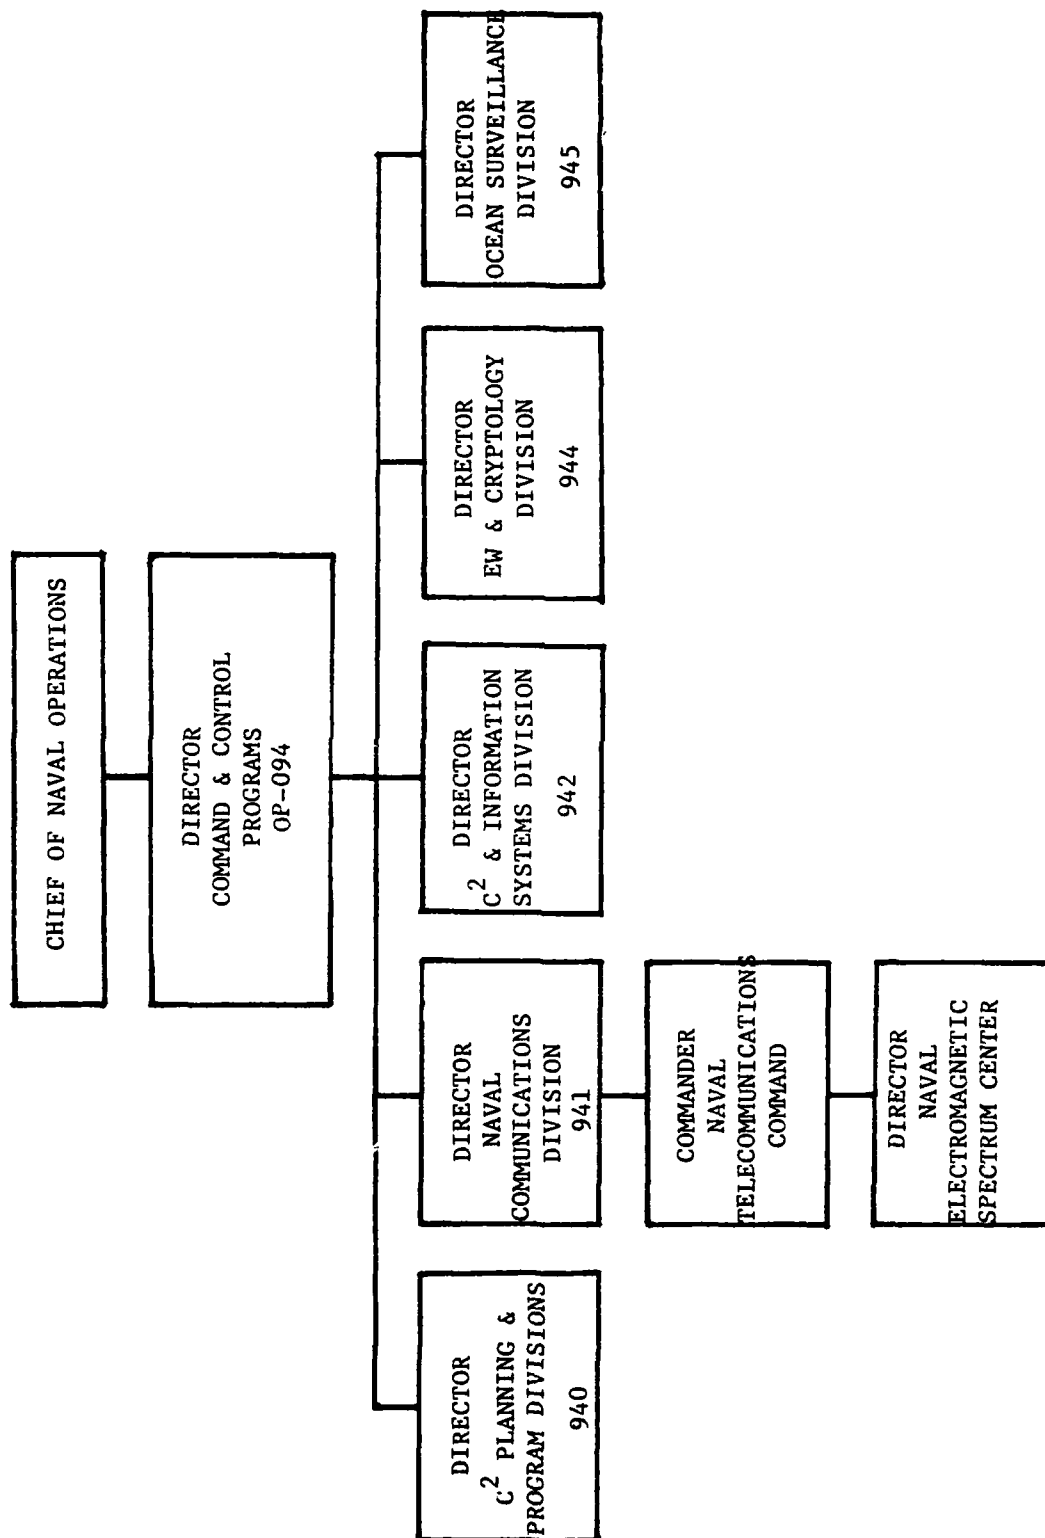 CHIEF OF NAVAL OPERATIONS
DIRECTOR
COMMAND & CONTROL
PROGRAMS
OP-094
DIRECTOR
C² PLANNING &
PROGRAM DIVISIONS
940
DIRECTOR
NAVAL
COMMUNICATIONS
DIVISION
941
DIRECTOR
C² & INFORMATION
SYSTEMS DIVISION
942
DIRECTOR
EW & CRYPTOLOGY
DIVISION
944
DIRECTOR
OCEAN SURVEILLANCE
DIVISION
945
COMMANDER
NAVAL
TELECOMMUNICATIONS
COMMAND
DIRECTOR
NAVAL
ELECTROMAGNETIC
SPECTRUM CENTER